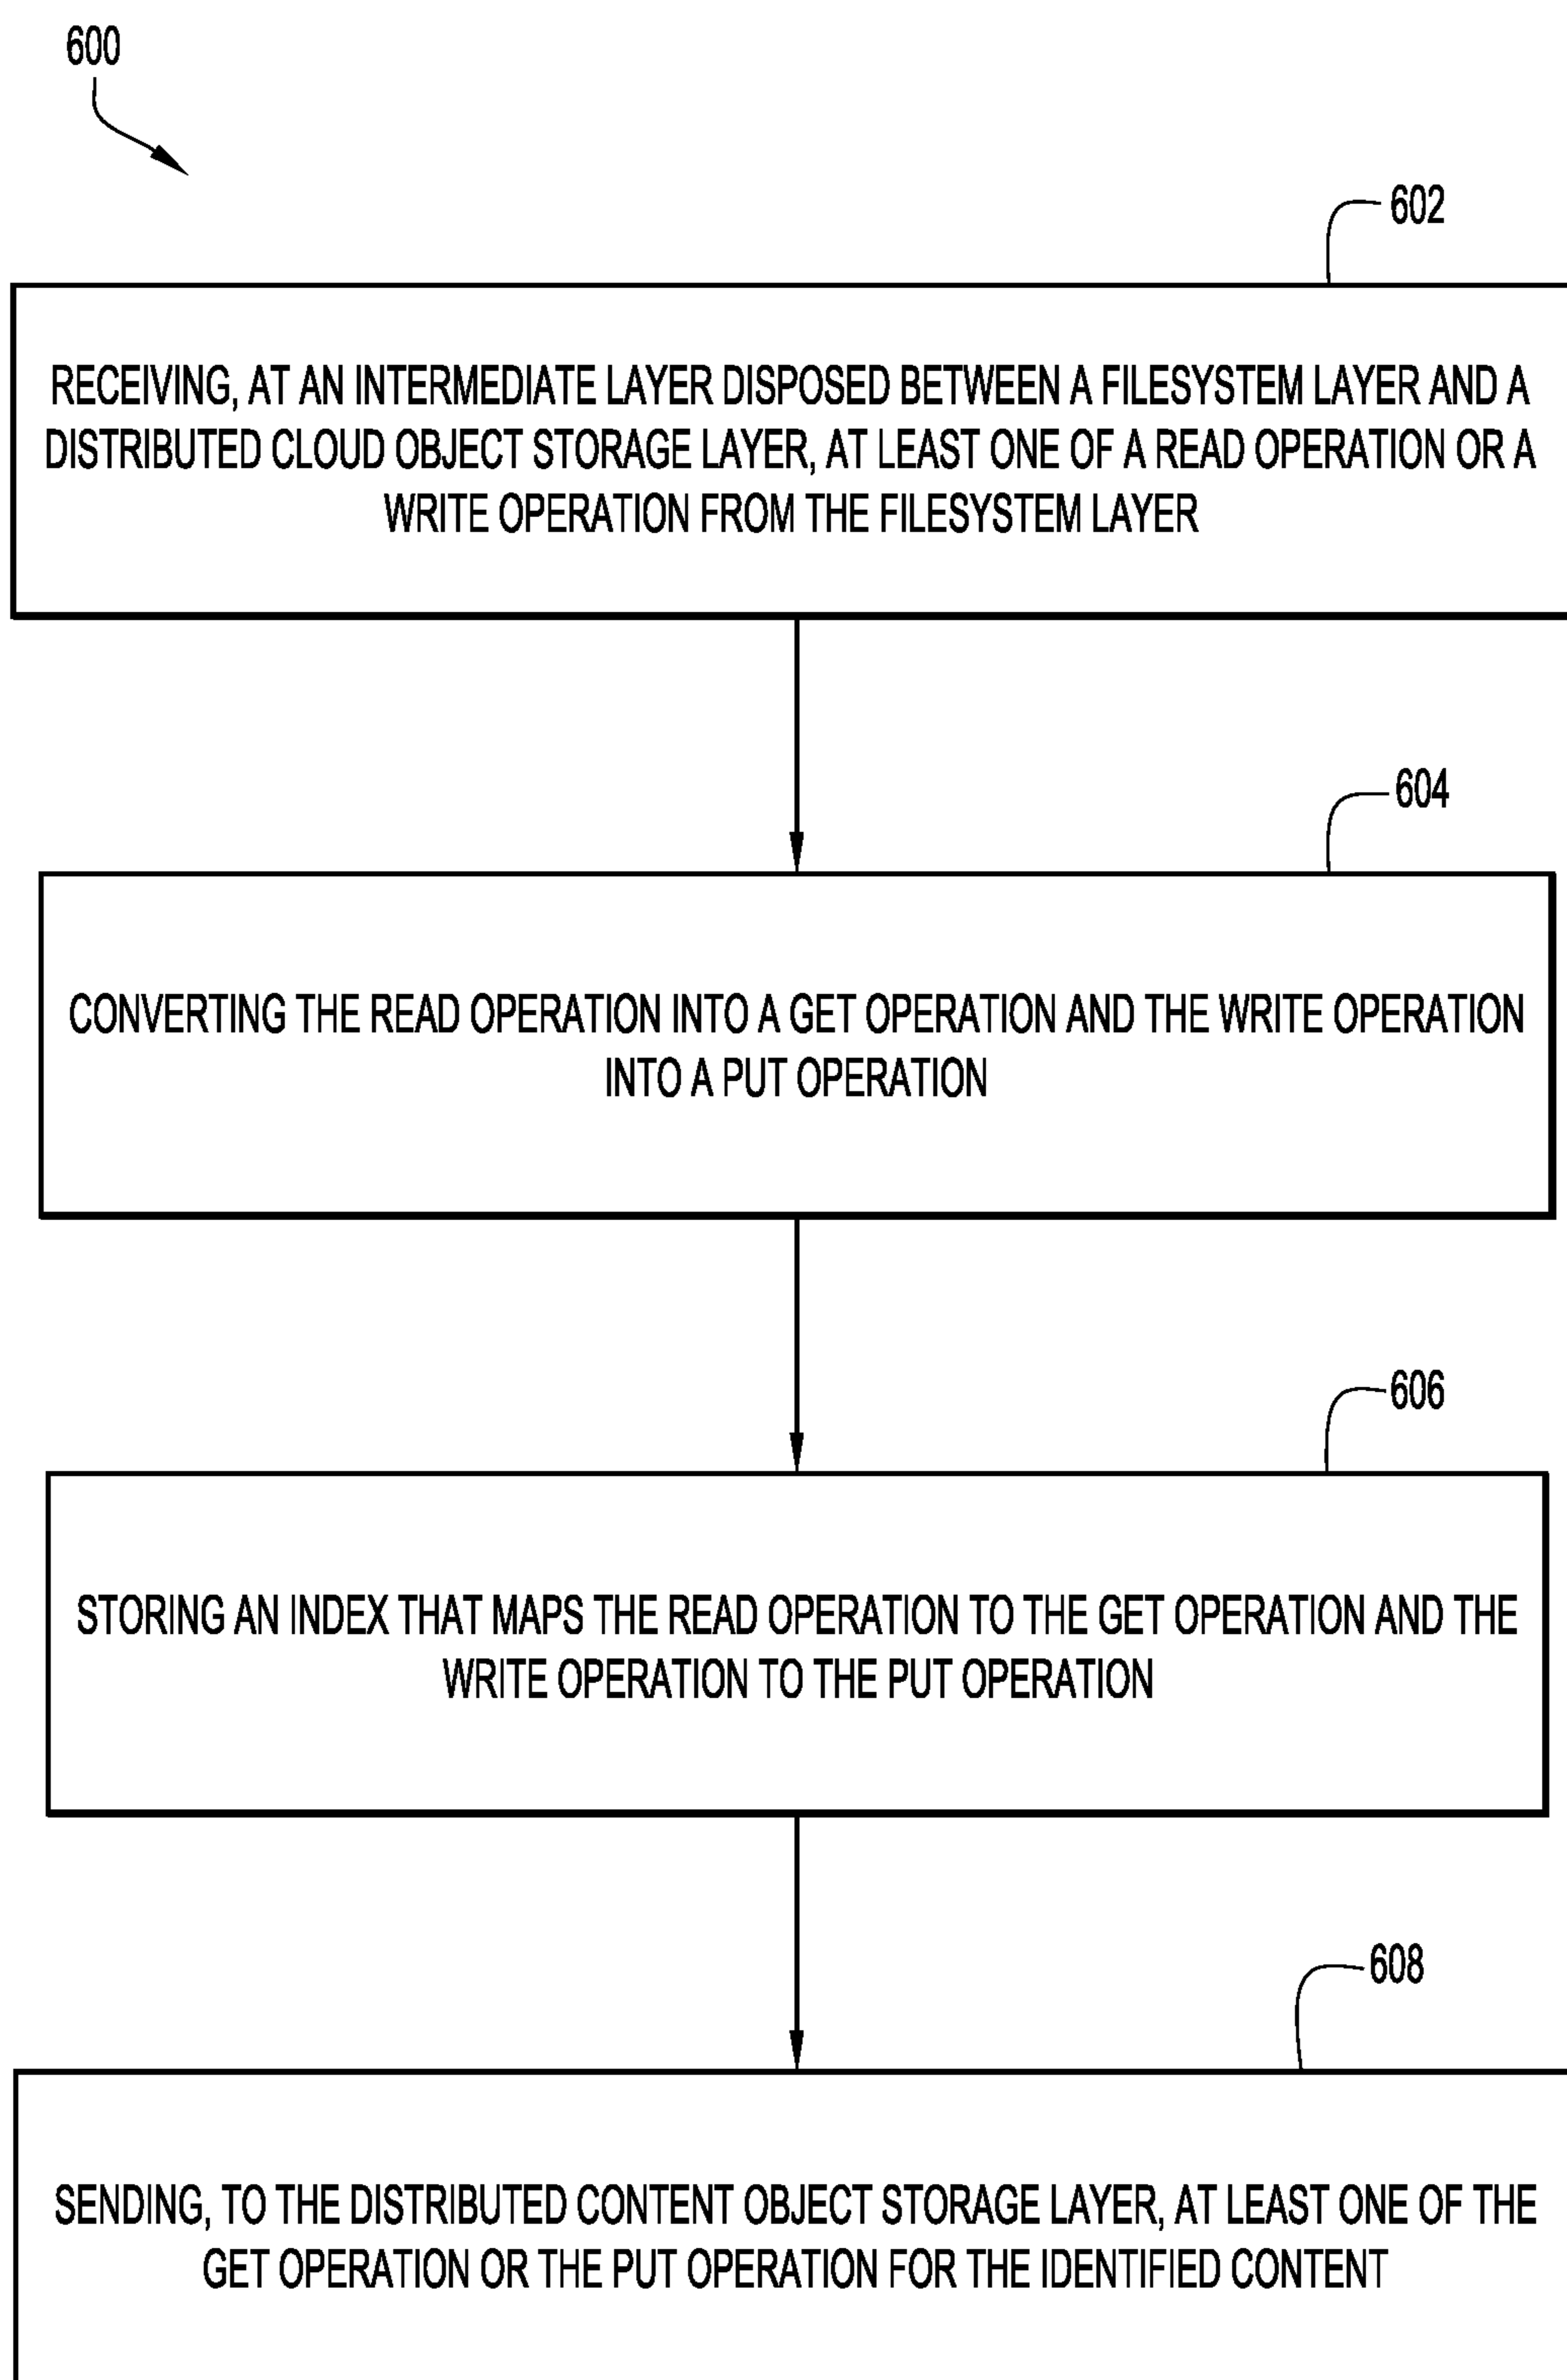 600
602
RECEIVING, AT AN INTERMEDIATE LAYER DISPOSED BETWEEN A FILESYSTEM LAYER AND A
DISTRIBUTED CLOUD OBJECT STORAGE LAYER, AT LEAST ONE OF A READ OPERATION OR A
WRITE OPERATION FROM THE FILESYSTEM LAYER
604
CONVERTING THE READ OPERATION INTO A GET OPERATION AND THE WRITE OPERATION
INTO A PUT OPERATION
606
STORING AN INDEX THAT MAPS THE READ OPERATION TO THE GET OPERATION AND THE
WRITE OPERATION TO THE PUT OPERATION
608
SENDING, TO THE DISTRIBUTED CONTENT OBJECT STORAGE LAYER, AT LEAST ONE OF THE
GET OPERATION OR THE PUT OPERATION FOR THE IDENTIFIED CONTENT